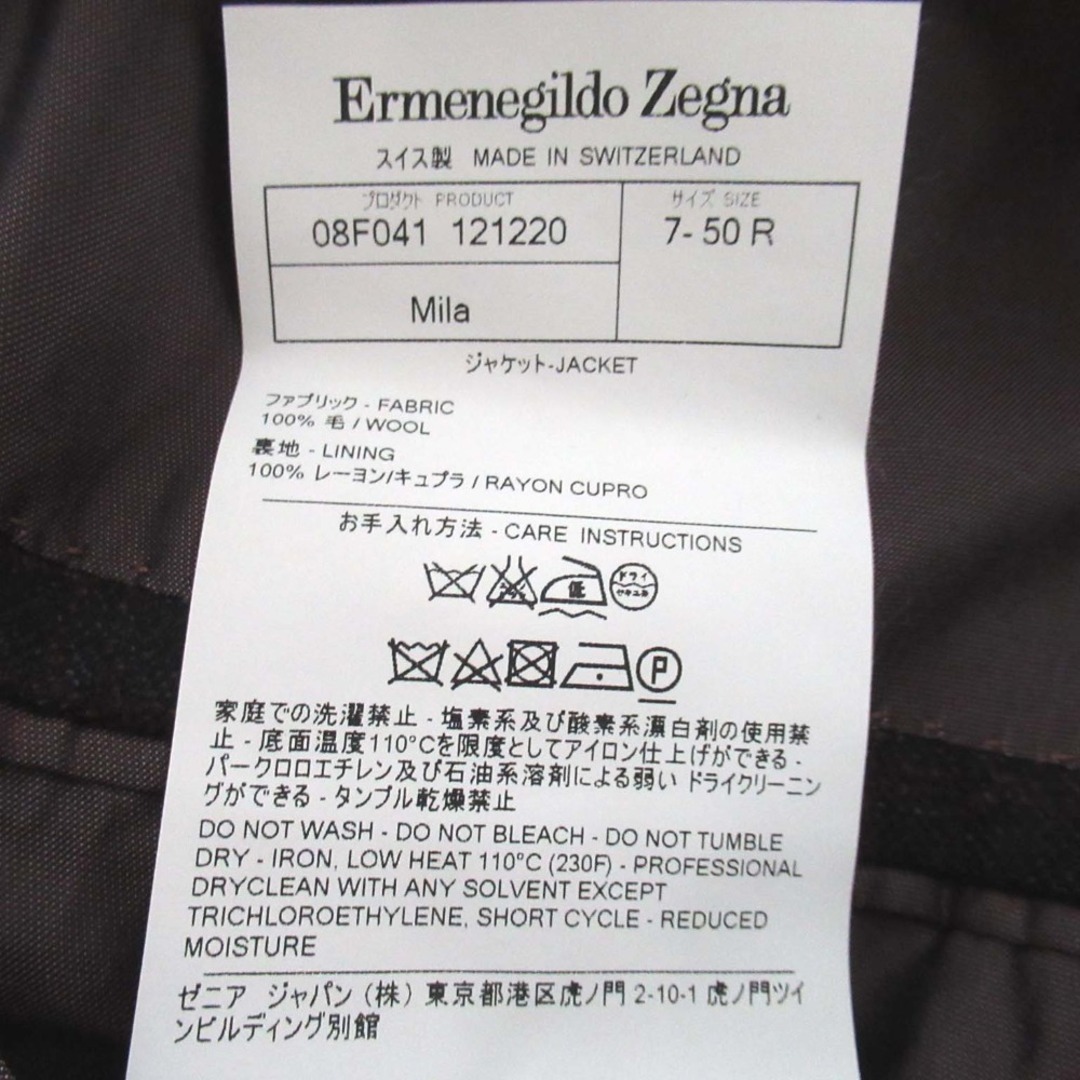 Ermenegildo Zegna
スイス製 MADE IN SWITZERLAND
プロダクト PRODUCT
08F041 121220
サイズ SIZE
7- 50 R
Mila
ジャケット-JACKET
ファブリック - FABRIC
100% 毛 / WOOL
裏地 - LINING
100% レーヨン/キュプラ / RAYON CUPRO
お手入れ方法 - CARE INSTRUCTIONS
低 ドライ
セキユ系
P
家庭での洗濯禁止 - 塩素系及び酸素系漂白剤の使用禁
止 - 底面温度110°Cを限度としてアイロン仕上げができる -
パークロロエチレン及び石油系溶剤による弱い ドライクリーニン
グができる - タンブル乾燥禁止
DO NOT WASH - DO NOT BLEACH - DO NOT TUMBLE
DRY - IRON, LOW HEAT 110°C (230F) - PROFESSIONAL
DRYCLEAN WITH ANY SOLVENT EXCEPT
TRICHLOROETHYLENE, SHORT CYCLE - REDUCED
MOISTURE
ゼニア ジャパン (株) 東京都港区虎ノ門 2-10-1 虎ノ門ツイ
ンビルディング別館